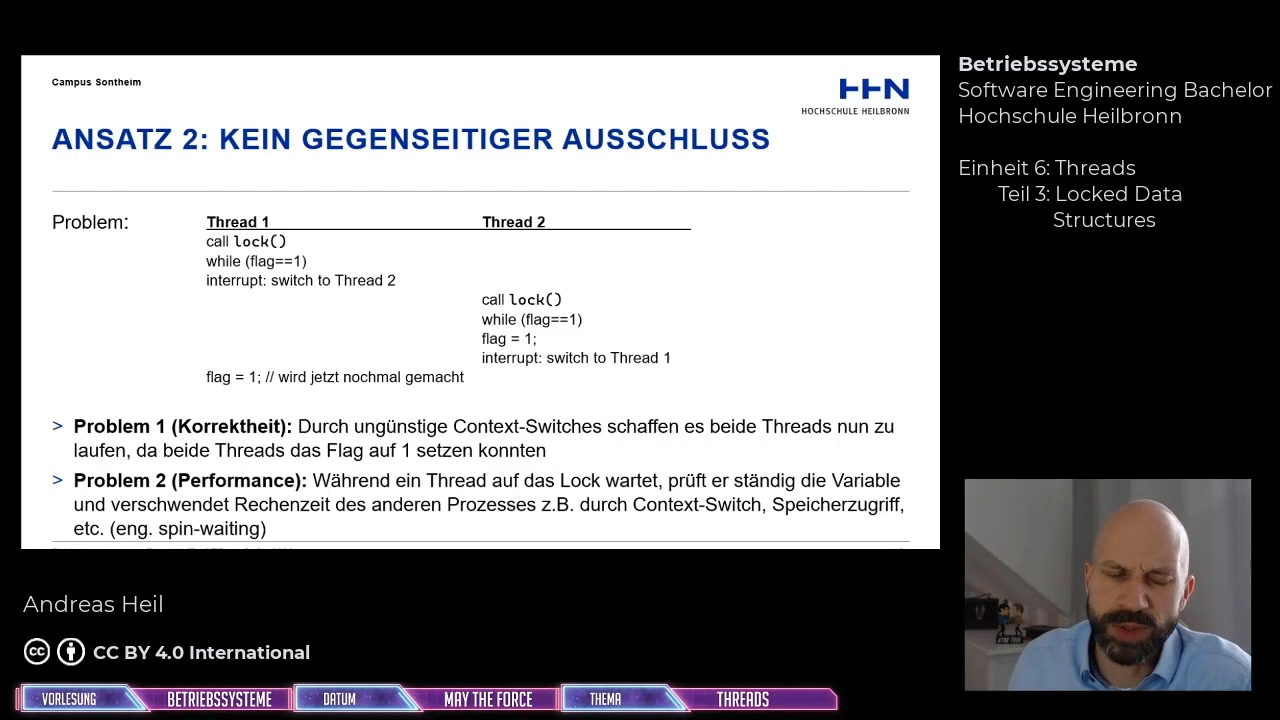 Campus Sontheim
HHN
HOCHSCHULE HEILBRONN
ANSATZ 2: KEIN GEGENSEITIGER AUSSCHLUSS
Problem:
Thread 1 Thread 2
call lock()
while (flag==1)
interrupt: switch to Thread 2
call lock()
while (flag==1)
flag = 1;
interrupt: switch to Thread 1
flag = 1; // wird jetzt nochmal gemacht
> Problem 1 (Korrektheit): Durch ungünstige Context-Switches schaffen es beide Threads nun zu
laufen, da beide Threads das Flag auf 1 setzen konnten
> Problem 2 (Performance): Während ein Thread auf das Lock wartet, prüft er ständig die Variable
und verschwendet Rechenzeit des anderen Prozesses z.B. durch Context-Switch, Speicherzugriff,
etc. (eng. spin-waiting)
Betriebssysteme
Software Engineering Bachelor
Hochschule Heilbronn
Einheit 6: Threads
Teil 3: Locked Data
Structures
STAR TREK
Andreas Heil
cc CC BY 4.0 International
VORLESUNG BETRIEBSSYSTEME DATUM MAY THE FORCE THEMA THREADS